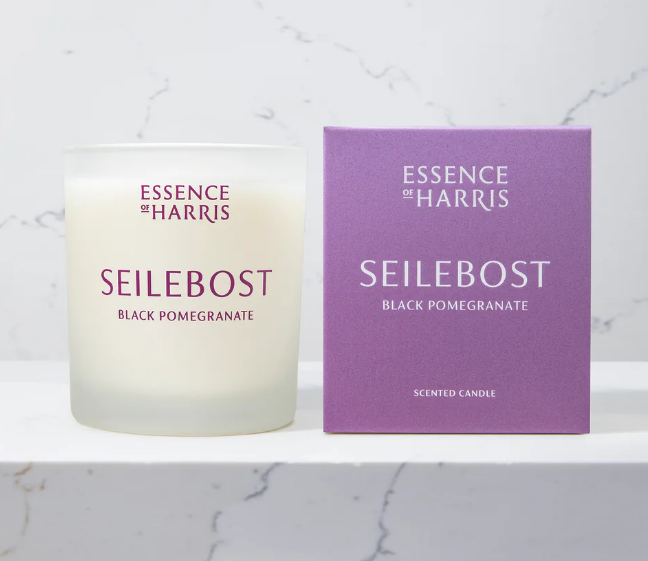 ESSENCE
OF HARRIS
SEILEBOST
BLACK POMEGRANATE
ESSENCE
OF HARRIS
SEILEBOST
BLACK POMEGRANATE
SCENTED CANDLE